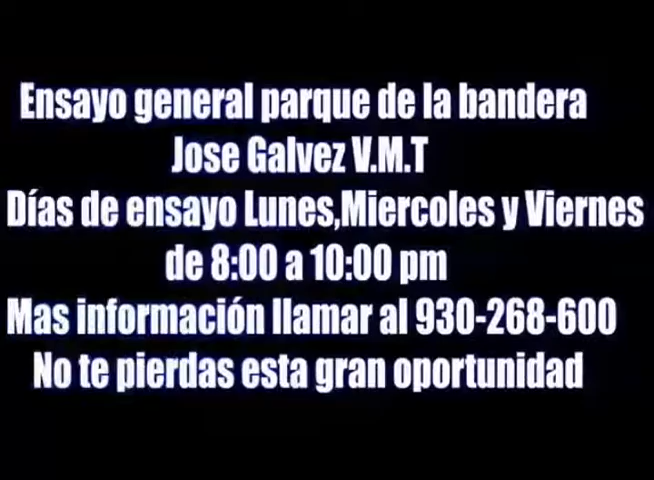 Ensayo general parque de la bandera
Jose Galvez V.M.T
Días de ensayo Lunes,Miercoles y Viernes
de 8:00 a 10:00 pm
Mas información llamar al 930-268-600
No te pierdas esta gran oportunidad